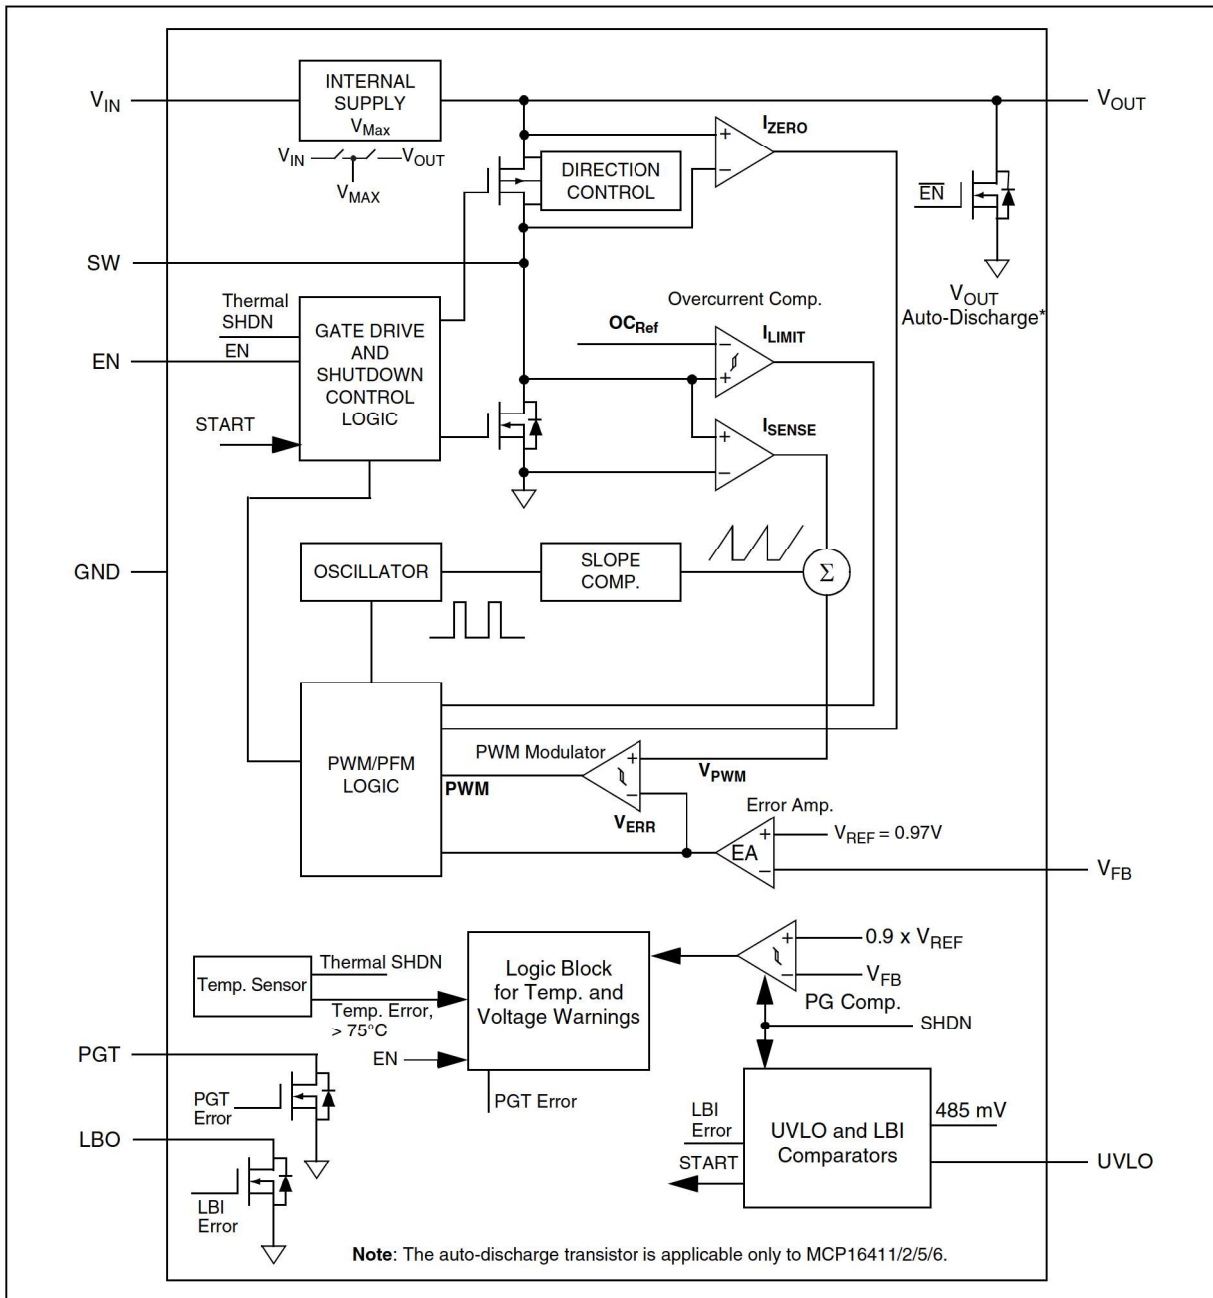 INTERNAL
SUPPLY
VMax
VIN
VOUT
VIN
VOUT
VMAX
IZERO
DIRECTION
CONTROL
EN
SW
VOUT
Auto-Discharge*
Thermal
SHDN
EN
EN
GATE DRIVE
AND
SHUTDOWN
CONTROL
LOGIC
START
Overcurrent Comp.
OCRef
ILIMIT
ISENSE
GND
OSCILLATOR
SLOPE
COMP.
Σ
PWM/PFM
LOGIC
PWM Modulator
PWM
VPWM
VERR
Error Amp.
EA
VREF = 0.97V
VFB
Temp. Sensor
Thermal SHDN
Temp. Error,
> 75°C
EN
Logic Block
for Temp. and
Voltage Warnings
PGT Error
0.9 x VREF
VFB
PG Comp.
SHDN
PGT
PGT
Error
LBO
LBI
Error
LBI
Error
START
UVLO and LBI
Comparators
485 mV
UVLO
Note: The auto-discharge transistor is applicable only to MCP16411/2/5/6.